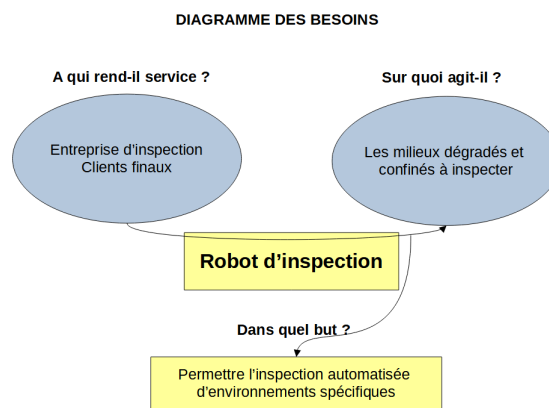 DIAGRAMME DES BESOINS
A qui rend-il service ?
Sur quoi agit-il ?
Entreprise d’inspection
Clients finaux
Les milieux dégradés et
confinés à inspecter
Robot d’inspection
Dans quel but ?
Permettre l’inspection automatisée
d’environnements spécifiques